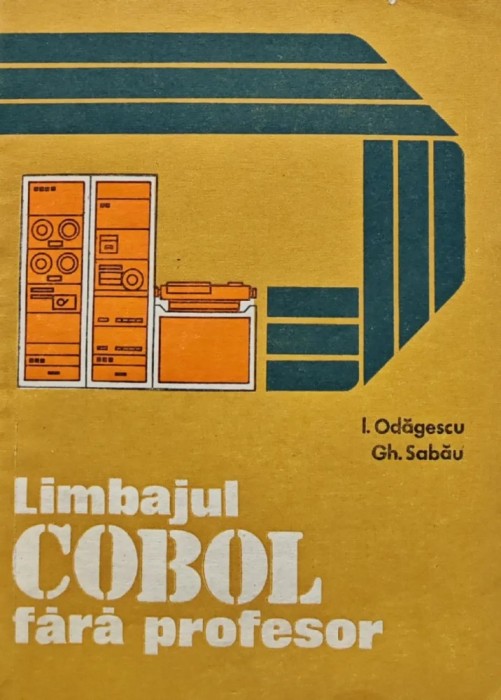 I. Odăgescu
Gh. Sabău
Limbajul
COBOL
fără profesor